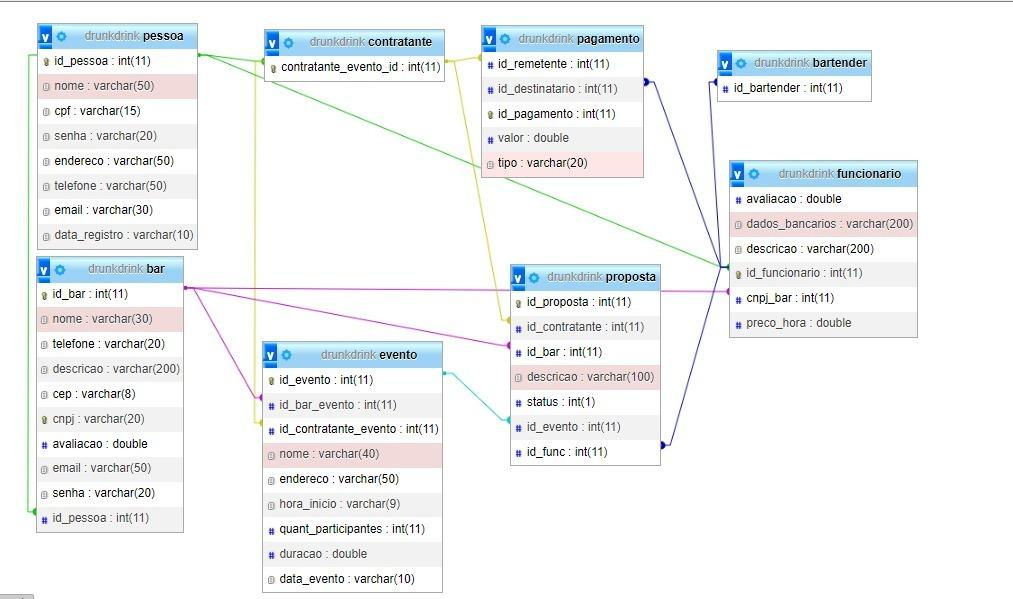 drunkdrink pessoa
id_pessoa : int(11)
nome : varchar(50)
cpf : varchar(15)
senha : varchar(20)
endereco : varchar(50)
telefone : varchar(50)
email : varchar(30)
data_registro : varchar(10)
drunkdrink contratante
contratante_evento_id : int(11)
drunkdrink pagamento
id_remetente : int(11)
id_destinatario : int(11)
id_pagamento : int(11)
valor : double
tipo : varchar(20)
drunkdrink bartender
id_bartender : int(11)
drunkdrink funcionario
avaliacao : double
dados_bancarios : varchar(200)
descricao : varchar(200)
id_funcionario : int(11)
cnpj_bar : int(11)
preco_hora : double
drunkdrink bar
id_bar : int(11)
nome : varchar(30)
telefone : varchar(20)
descricao : varchar(200)
cep : varchar(8)
cnpj : varchar(20)
avaliacao : double
email : varchar(50)
senha : varchar(20)
id_pessoa : int(11)
drunkdrink evento
id_evento : int(11)
id_bar_evento : int(11)
id_contratante_evento : int(11)
nome : varchar(40)
endereco : varchar(50)
hora_inicio : varchar(9)
quant_participantes : int(11)
duracao : double
data_evento : varchar(10)
drunkdrink proposta
id_proposta : int(11)
id_contratante : int(11)
id_bar : int(11)
descricao : varchar(100)
status : int(1)
id_evento : int(11)
id_func : int(11)